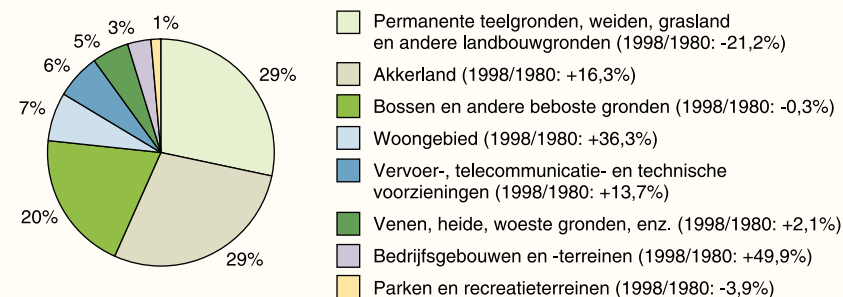 1%
3%
5%
6%
7%
20%
29%
29%
Permanente teelgronden, weiden, grasland
en andere landbouwgronden (1998/1980: -21,2%)
Akkerland (1998/1980: +16,3%)
Bossen en andere beboste gronden (1998/1980: -0,3%)
Woongebied (1998/1980: +36,3%)
Vervoer-, telecommunicatie- en technische
voorzieningen (1998/1980: +13,7%)
Venen, heide, woeste gronden, enz. (1998/1980: +2,1%)
Bedrijfsgebouwen en -terreinen (1998/1980: +49,9%)
Parken en recreatieterreinen (1998/1980: -3,9%)